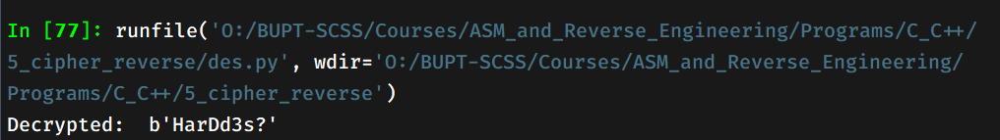 In [77]: runfile('O:/BUPT-SCSS/Courses/ASM_and_Reverse_Engineering/Programs/C_C++/
5_cipher_reverse/des.py', wdir='O:/BUPT-SCSS/Courses/ASM_and_Reverse_Engineering/
Programs/C_C++/5_cipher_reverse')
Decrypted:  b'HarDd3s?'